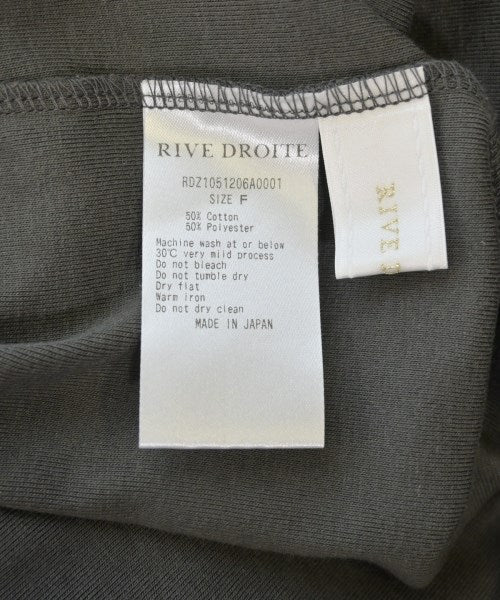 RIVE DROITE
RDZ1051206A0001
SIZE F
50% Cotton
50% Polyester
Machine wash at or below
30℃ very mild process
Do not bleach
Do not tumble dry
Dry flat
Warm iron
Do not dry clean
MADE IN JAPAN
RIVE